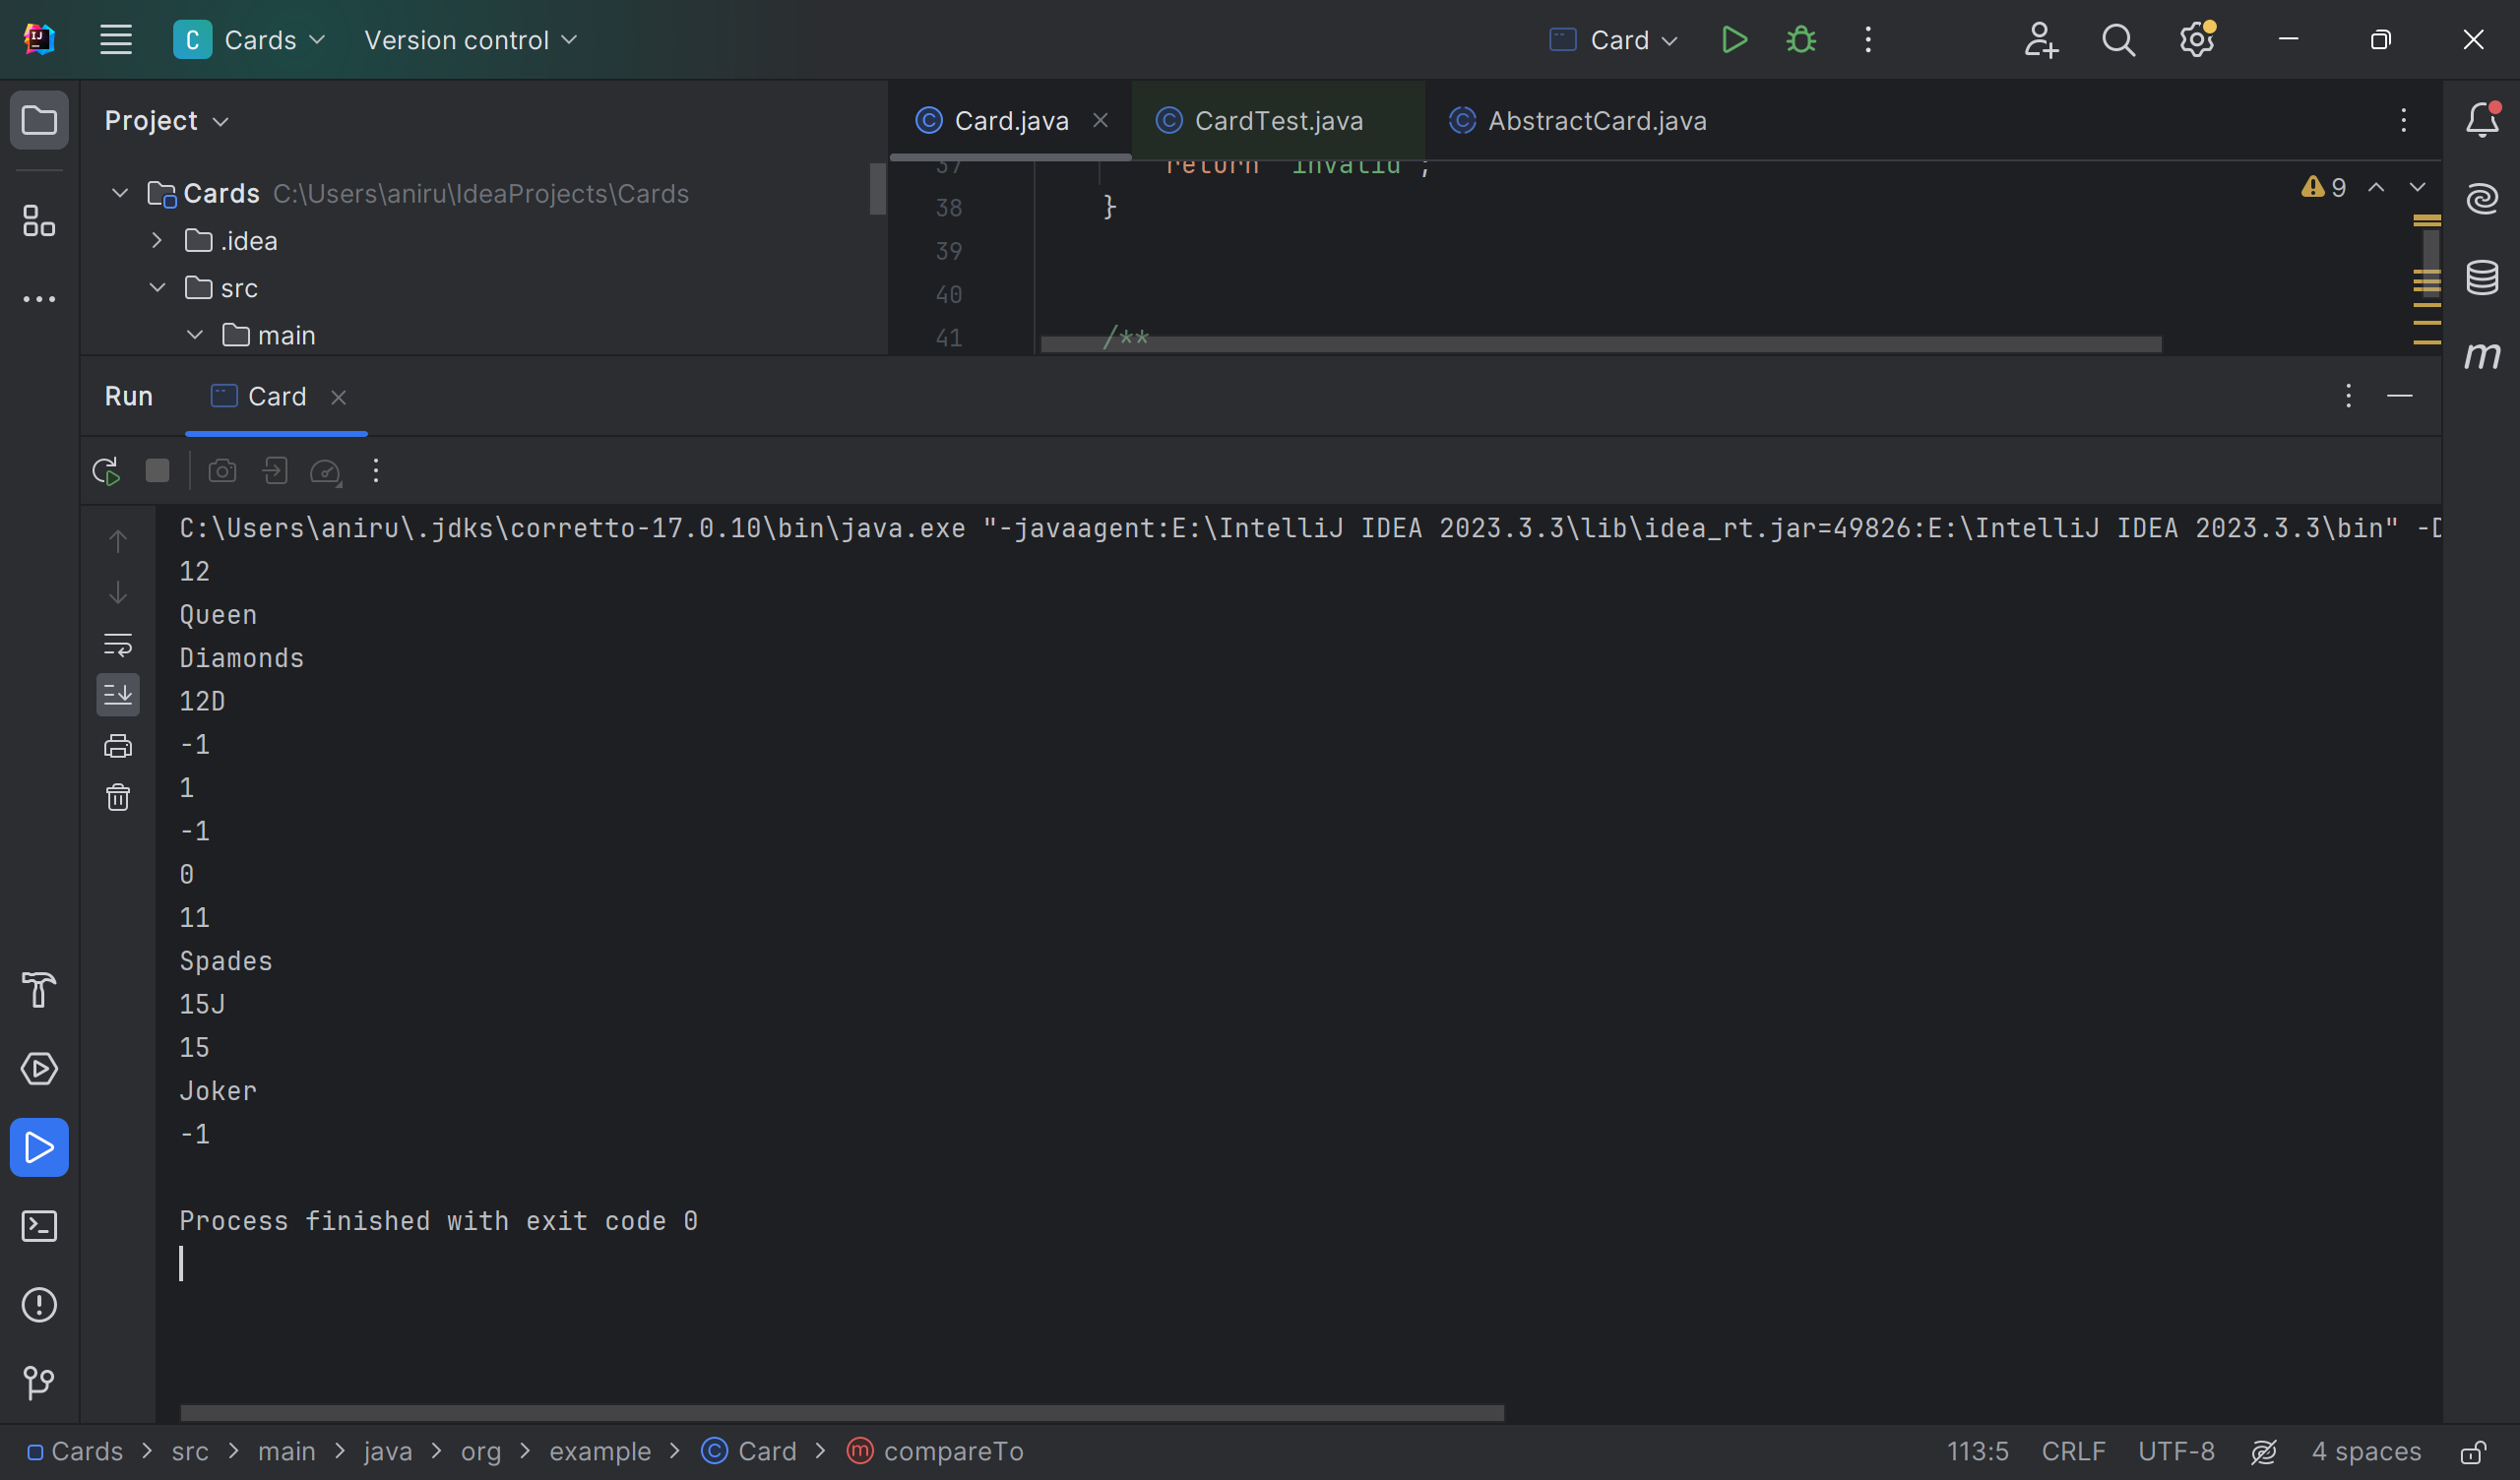 Cards Version control Card
Project
Card.java CardTest.java AbstractCard.java
Cards C:\Users\aniru\IdeaProjects\Cards
.idea
src
main
37 return "Invalid";
9
38 }
39
40
41 /**
Run Card
C:\Users\aniru\.jdks\corretto-17.0.10\bin\java.exe "-javaagent:E:\IntelliJ IDEA 2023.3.3\lib\idea_rt.jar=49826:E:\IntelliJ IDEA 2023.3.3\bin" -D
12
Queen
Diamonds
12D
-1
1
-1
0
11
Spades
15J
15
Joker
-1
Process finished with exit code 0
Cards > src > main > java > org > example > Card > compareTo 113:5 CRLF UTF-8 4 spaces